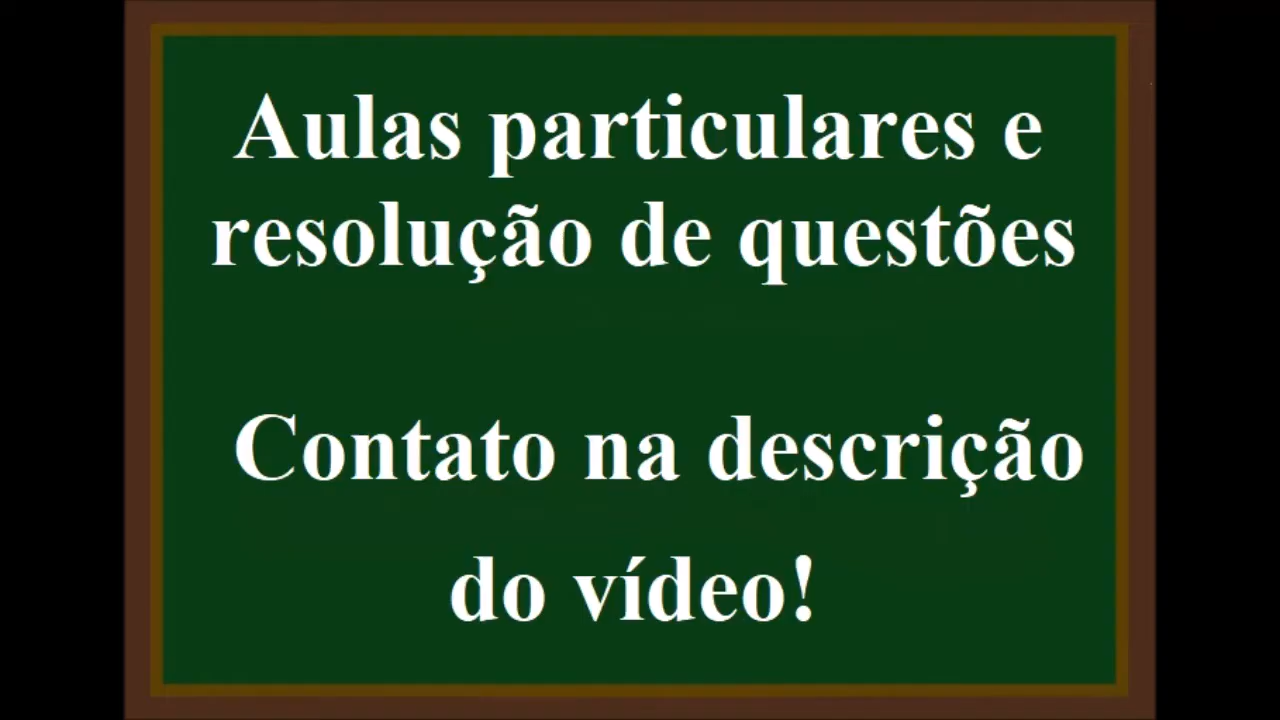 Aulas particulares e
resolução de questões
Contato na descrição
do vídeo!